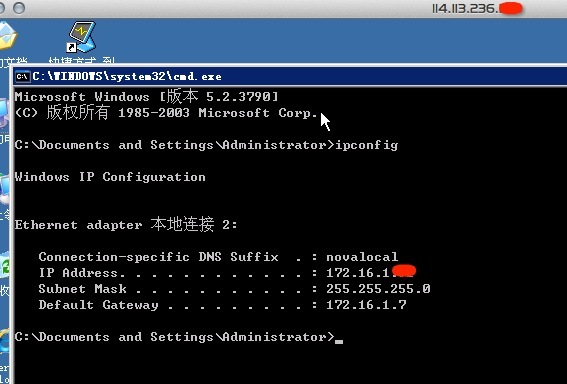 114.113.236.
快捷方式 到
C:\WINDOWS\system32\cmd.exe
Microsoft Windows [版本 5.2.3790]
(C) 版权所有 1985-2003 Microsoft Corp.
C:\Documents and Settings\Administrator>ipconfig
Windows IP Configuration
Ethernet adapter 本地连接 2:
Connection-specific DNS Suffix . : novalocal
IP Address. . . . . . . . . . . . : 172.16.1.
Subnet Mask . . . . . . . . . . . : 255.255.255.0
Default Gateway . . . . . . . . . : 172.16.1.7
C:\Documents and Settings\Administrator>_